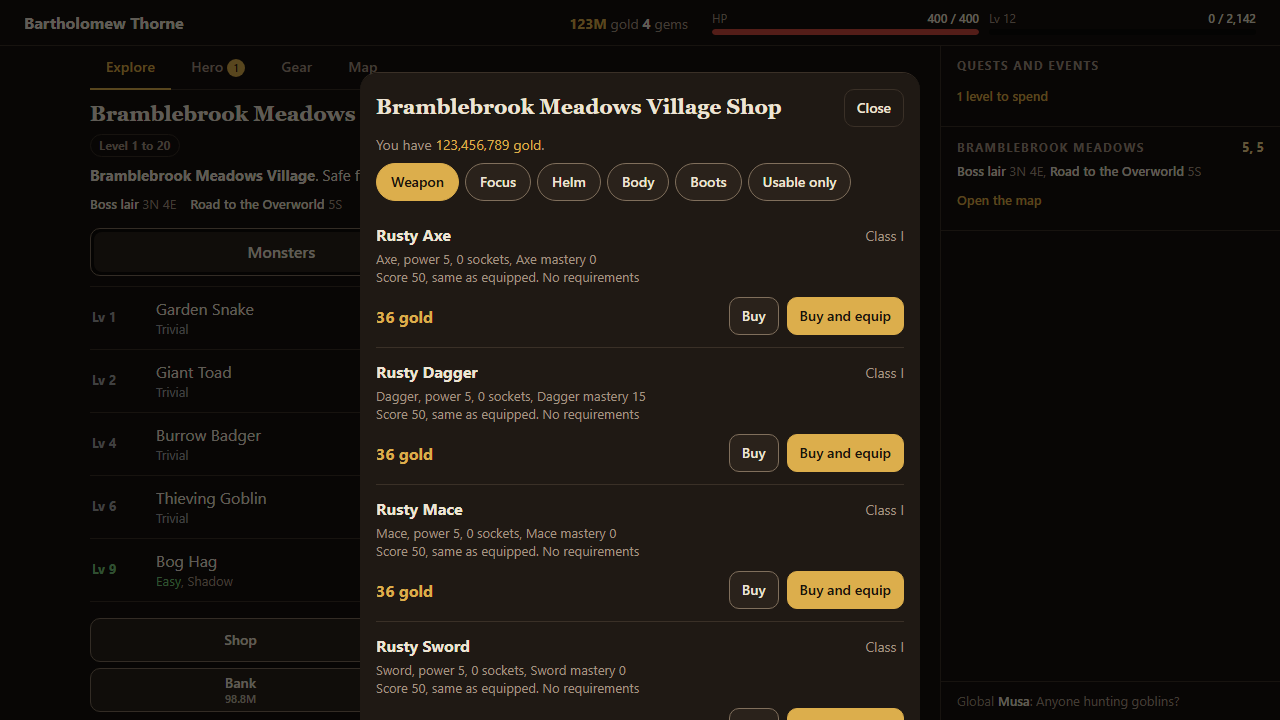 Bartholomew Thorne
123M gold 4 gems
HP 400 / 400
Lv 12 0 / 2,142
Explore
Hero 1
Gear
Map
Bramblebrook Meadows
Level 1 to 20
Bramblebrook Meadows Village. Safe f
Boss lair 3N 4E Road to the Overworld 5S
Monsters
Lv 1 Garden Snake
Trivial
Lv 2 Giant Toad
Trivial
Lv 4 Burrow Badger
Trivial
Lv 6 Thieving Goblin
Trivial
Lv 9 Bog Hag
Easy, Shadow
Shop
Bank
98.8M
Bramblebrook Meadows Village Shop
Close
You have 123,456,789 gold.
Weapon Focus Helm Body Boots Usable only
Rusty Axe Class I
Axe, power 5, 0 sockets, Axe mastery 0
Score 50, same as equipped. No requirements
36 gold Buy Buy and equip
Rusty Dagger Class I
Dagger, power 5, 0 sockets, Dagger mastery 15
Score 50, same as equipped. No requirements
36 gold Buy Buy and equip
Rusty Mace Class I
Mace, power 5, 0 sockets, Mace mastery 0
Score 50, same as equipped. No requirements
36 gold Buy Buy and equip
Rusty Sword Class I
Sword, power 5, 0 sockets, Sword mastery 0
Score 50, same as equipped. No requirements
QUESTS AND EVENTS
1 level to spend
BRAMBLEBROOK MEADOWS 5, 5
Boss lair 3N 4E, Road to the Overworld 5S
Open the map
Global Musa: Anyone hunting goblins?